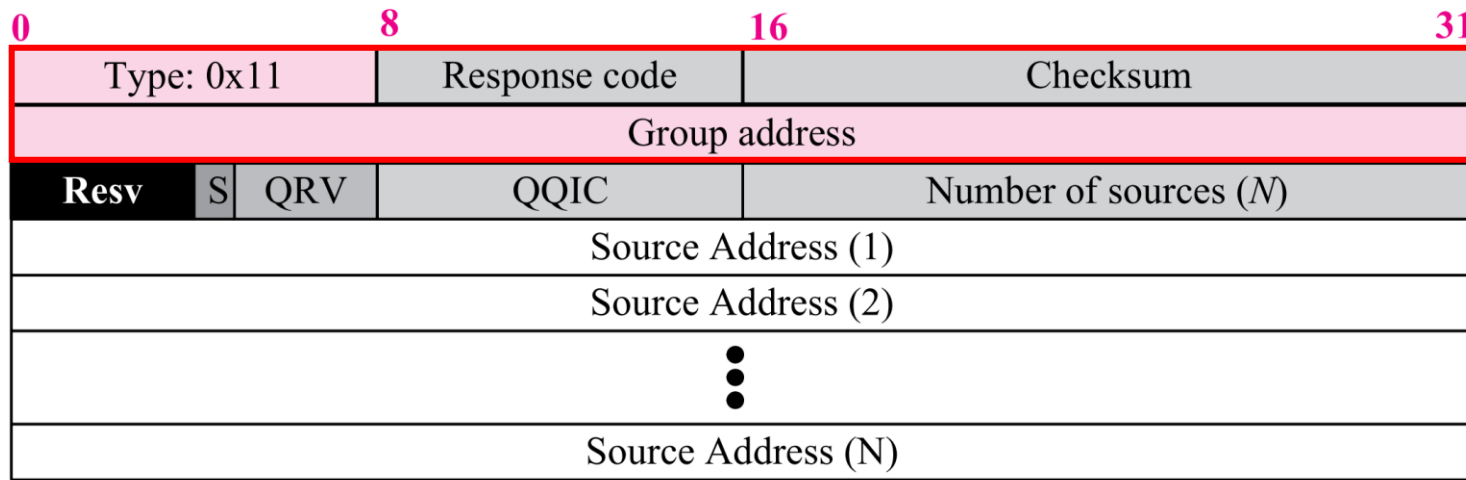 0 8 16 31
Type: 0x11 Response code Checksum
Group address
Resv S QRV QQIC Number of sources (N)
Source Address (1)
Source Address (2)
Source Address (N)